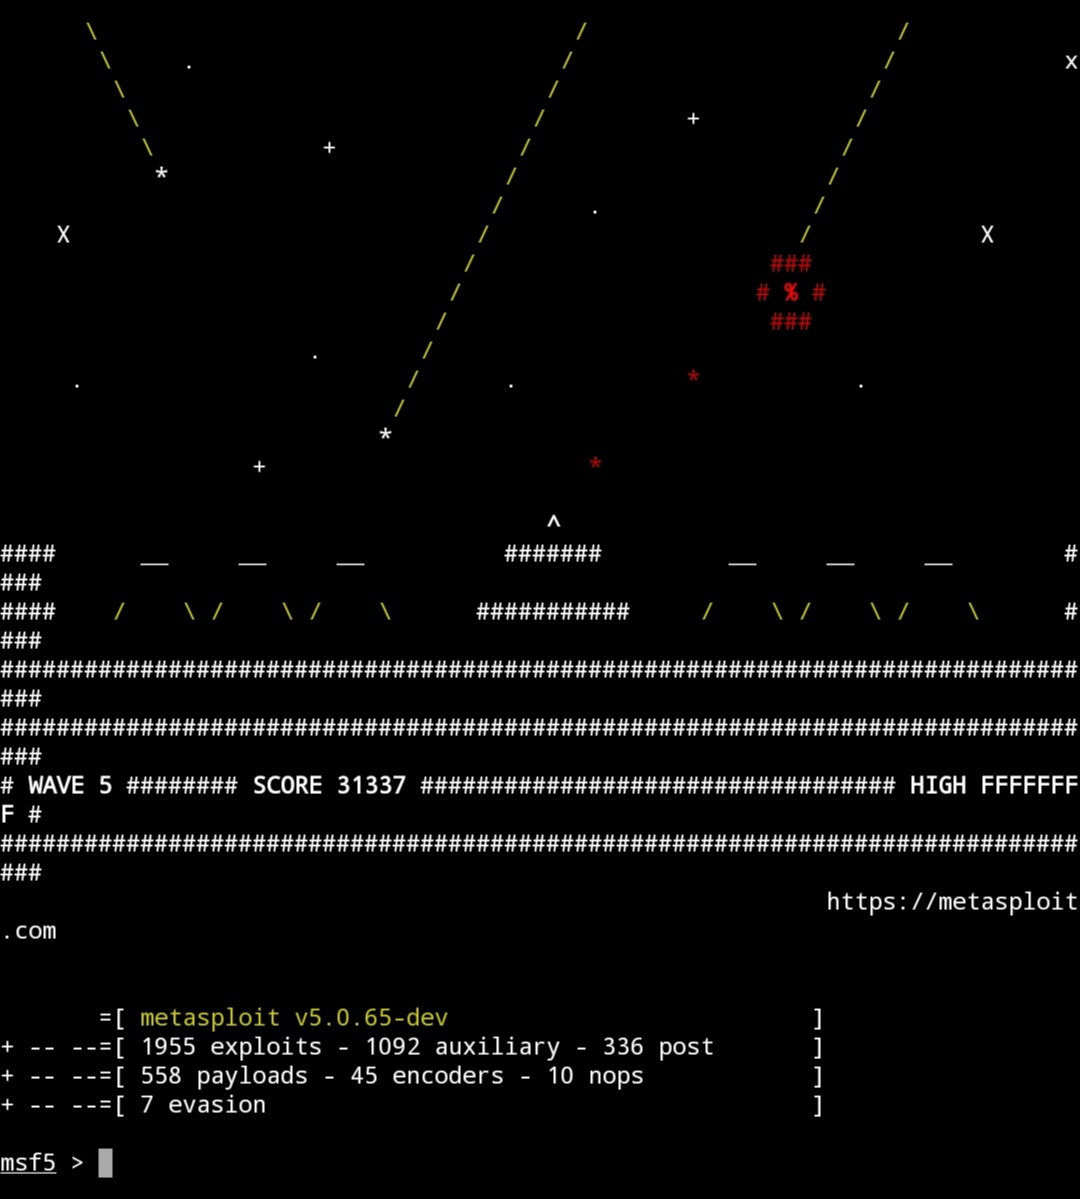 # WAVE 5 ######## SCORE 31337 ################################## HIGH FFFFFFF
F #
https://metasploit
.com
=[ metasploit v5.0.65-dev ]
+ -- --=[ 1955 exploits - 1092 auxiliary - 336 post ]
+ -- --=[ 558 payloads - 45 encoders - 10 nops ]
+ -- --=[ 7 evasion ]
msf5 >